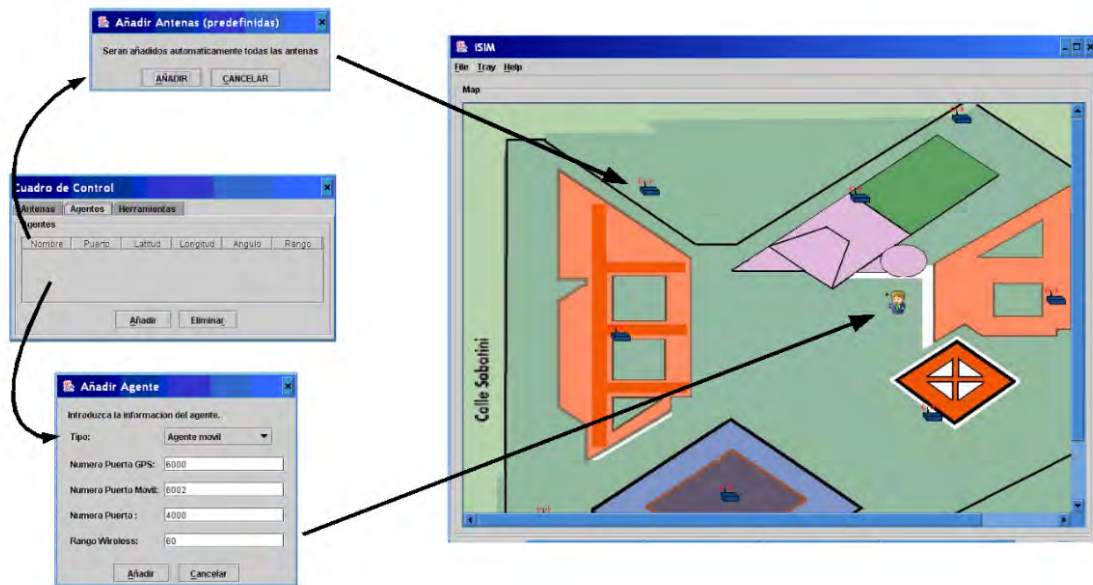 Añadir Antenas (predefinidas)
Seran añadidos automaticamente todas las antenas
AÑADIR CANCELAR
Cuadro de Control
Antenas Agentes Herramientas
Agentes
Nombre Puerto Latitud Longitud Angulo Rango
Añadir Eliminar
Añadir Agente
Introduzca la informacion del agente.
Tipo: Agente movil
Numero Puerto GPS: 6000
Numero Puerto Movil: 6002
Numero Puerto : 4000
Rango Wireless: 60
Añadir Cancelar
iSIM
File Tray Help
Map
Calle Sabatini